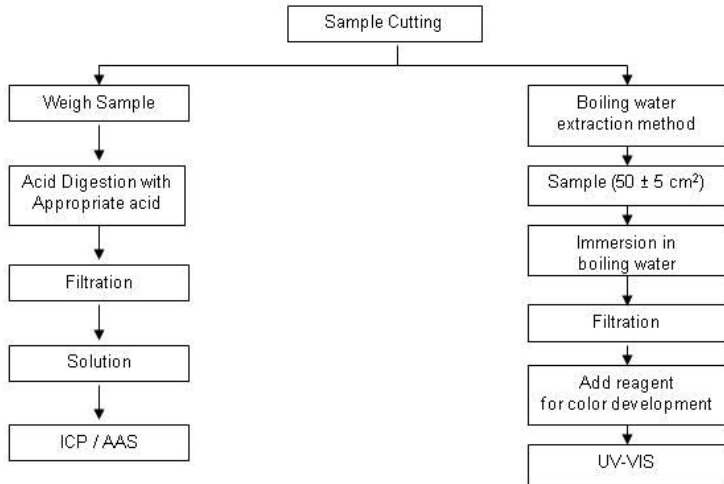 Sample Cutting
Weigh Sample
Acid Digestion with
Appropriate acid
Filtration
Solution
ICP / AAS
Boiling water
extraction method
Sample (50 ± 5 cm²)
Immersion in
boiling water
Filtration
Add reagent
for color development
UV-VIS